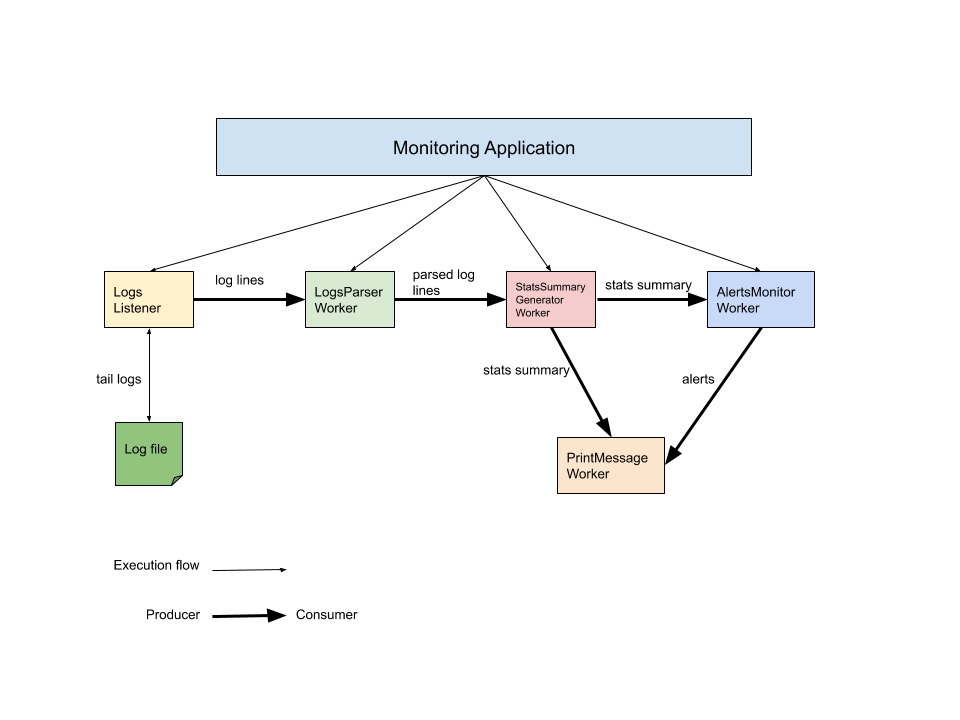 Monitoring Application
log lines
parsed log
lines
stats summary
Logs
Listener
LogsParser
Worker
StatsSummary
Generator
Worker
AlertsMonitor
Worker
tail logs
stats summary
alerts
Log file
PrintMessage
Worker
Execution flow
Producer
Consumer